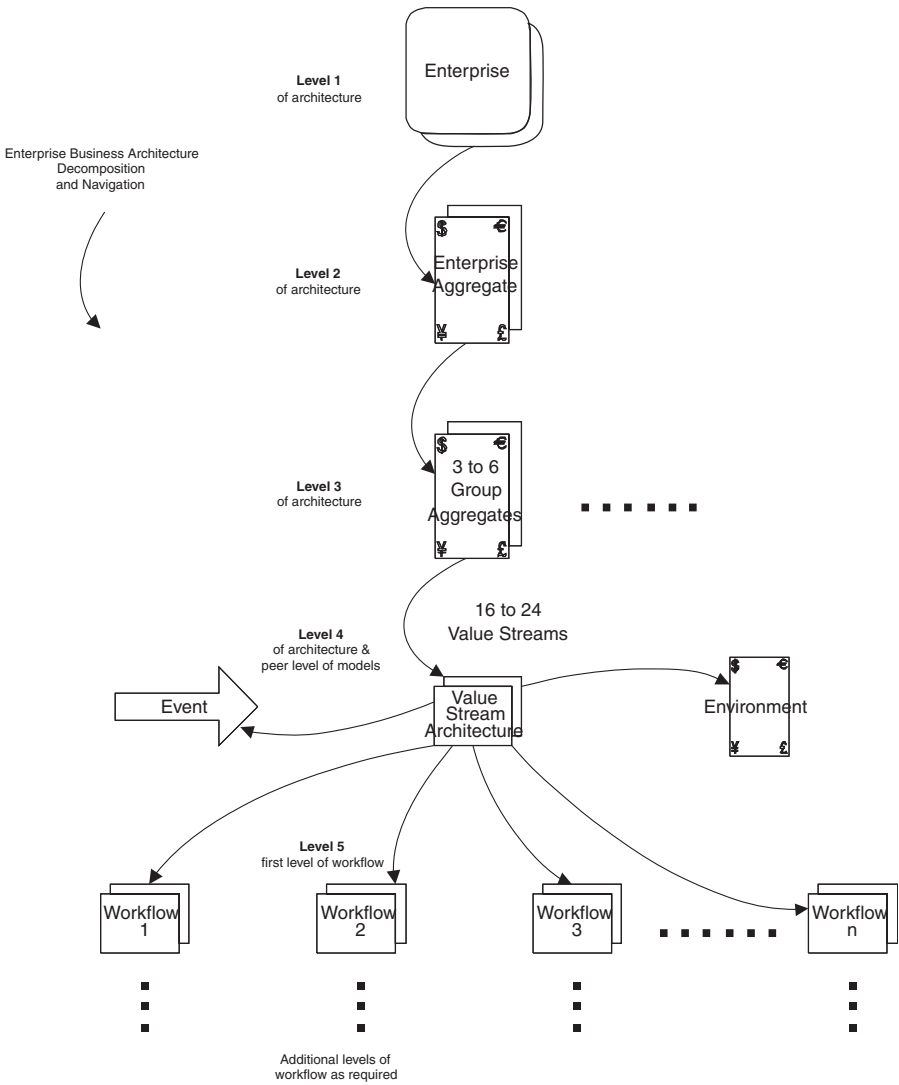 Enterprise
Level 1
of architecture
Enterprise Business Architecture
Decomposition
and Navigation
$ €
Enterprise
Aggregate
¥ £
Level 2
of architecture
$ €
3 to 6
Group
Aggregates
¥ £
Level 3
of architecture
16 to 24
Value Streams
Level 4
of architecture &
peer level of models
Event
Value
Stream
Architecture
$ €
Environment
¥ £
Level 5
first level of workflow
Workflow
1
Workflow
2
Workflow
3
Workflow
n
Additional levels of
workflow as required